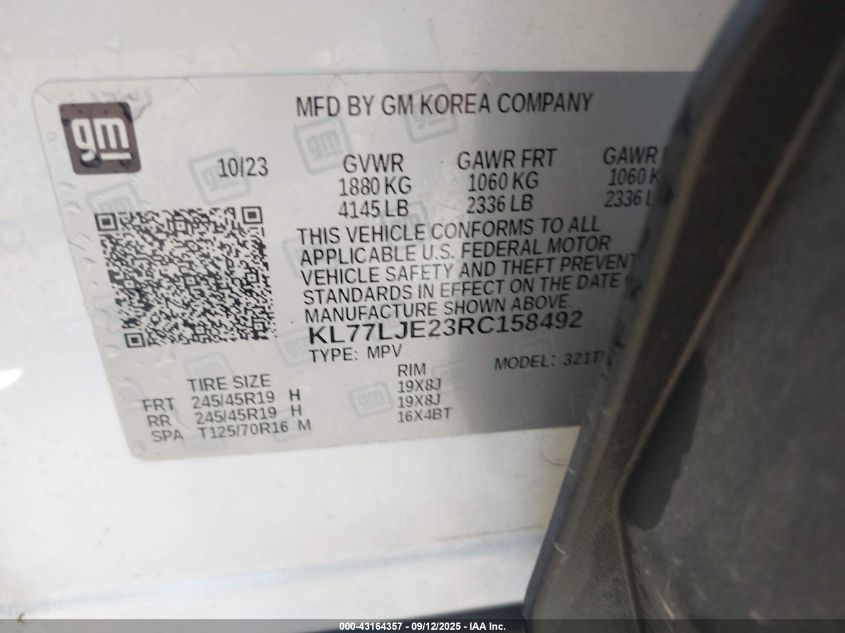 gm
MFD BY GM KOREA COMPANY
10/23 GVWR GAWR FRT GAWR
1880 KG 1060 KG 1060
4145 LB 2336 LB 2336
THIS VEHICLE CONFORMS TO ALL
APPLICABLE U.S. FEDERAL MOTOR
VEHICLE SAFETY AND THEFT PREVENT
STANDARDS IN EFFECT ON THE DATE
MANUFACTURE SHOWN ABOVE.
KL77LJE23RC158492
TYPE: MPV MODEL: 321T
TIRE SIZE RIM
FRT 245/45R19 H 19X8J
RR 245/45R19 H 19X8J
SPA T125/70R16 M 16X4BT
000-43164357 - 09/12/2025 - IAA Inc.